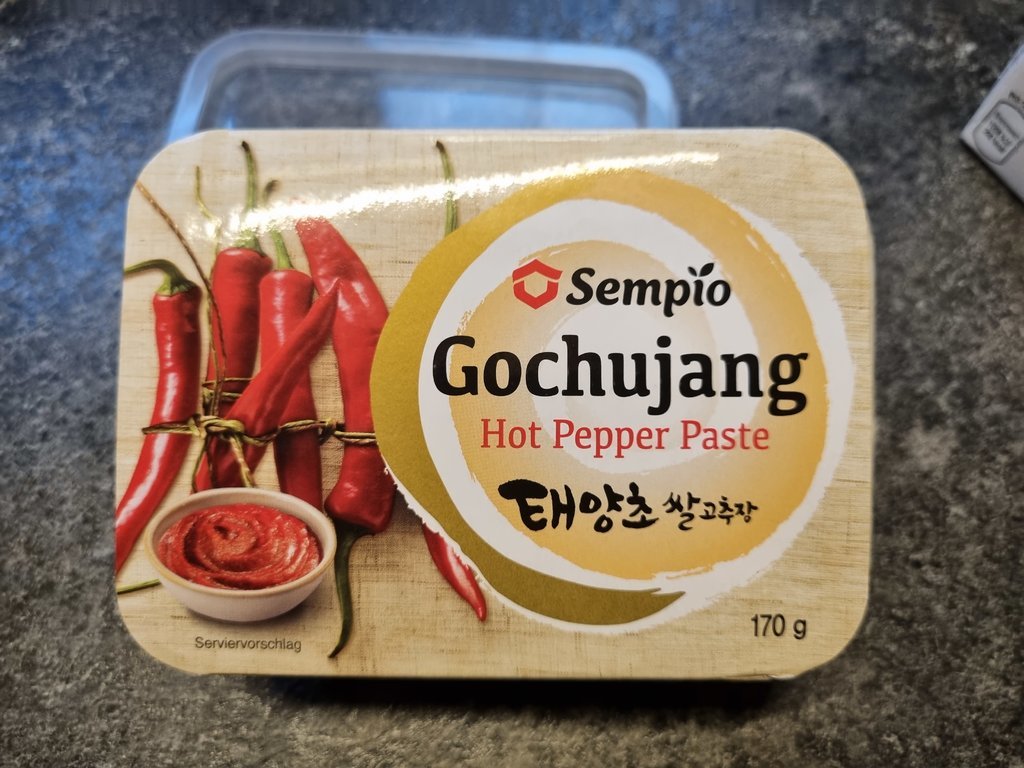 Sempio
Gochujang
Hot Pepper Paste
태양초 쌀고추장
170 g
Serviervorschlag